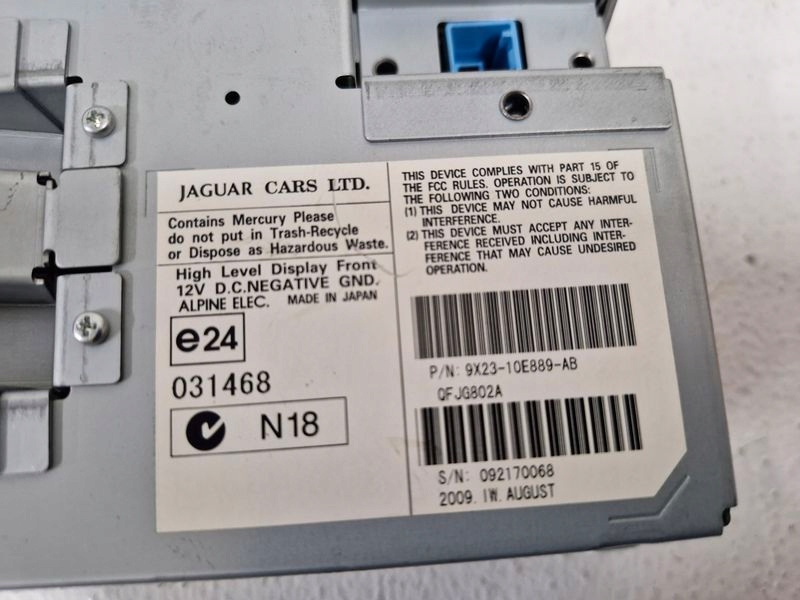 JAGUAR CARS LTD.
Contains Mercury Please
do not put in Trash-Recycle
or Dispose as Hazardous Waste.
High Level Display Front
12V D.C.NEGATIVE GND.
ALPINE ELEC. MADE IN JAPAN
e24
031468
N18
THIS DEVICE COMPLIES WITH PART 15 OF
THE FCC RULES. OPERATION IS SUBJECT TO
THE FOLLOWING TWO CONDITIONS:
(1) THIS DEVICE MAY NOT CAUSE HARMFUL
INTERFERENCE.
(2) THIS DEVICE MUST ACCEPT ANY INTER-
FERENCE RECEIVED INCLUDING INTER-
FERENCE THAT MAY CAUSE UNDESIRED
OPERATION.
P/N: 9X23-10E889-AB
QFJG802A
S/N: 092170068
2009. IW. AUGUST